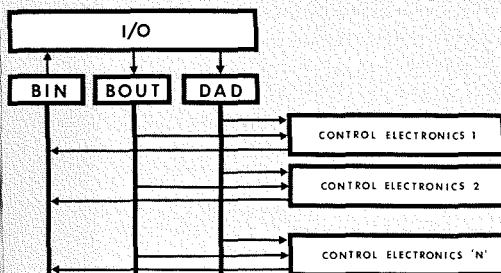 I/O
BIN BOUT DAD
CONTROL ELECTRONICS 1
CONTROL ELECTRONICS 2
CONTROL ELECTRONICS 'N'